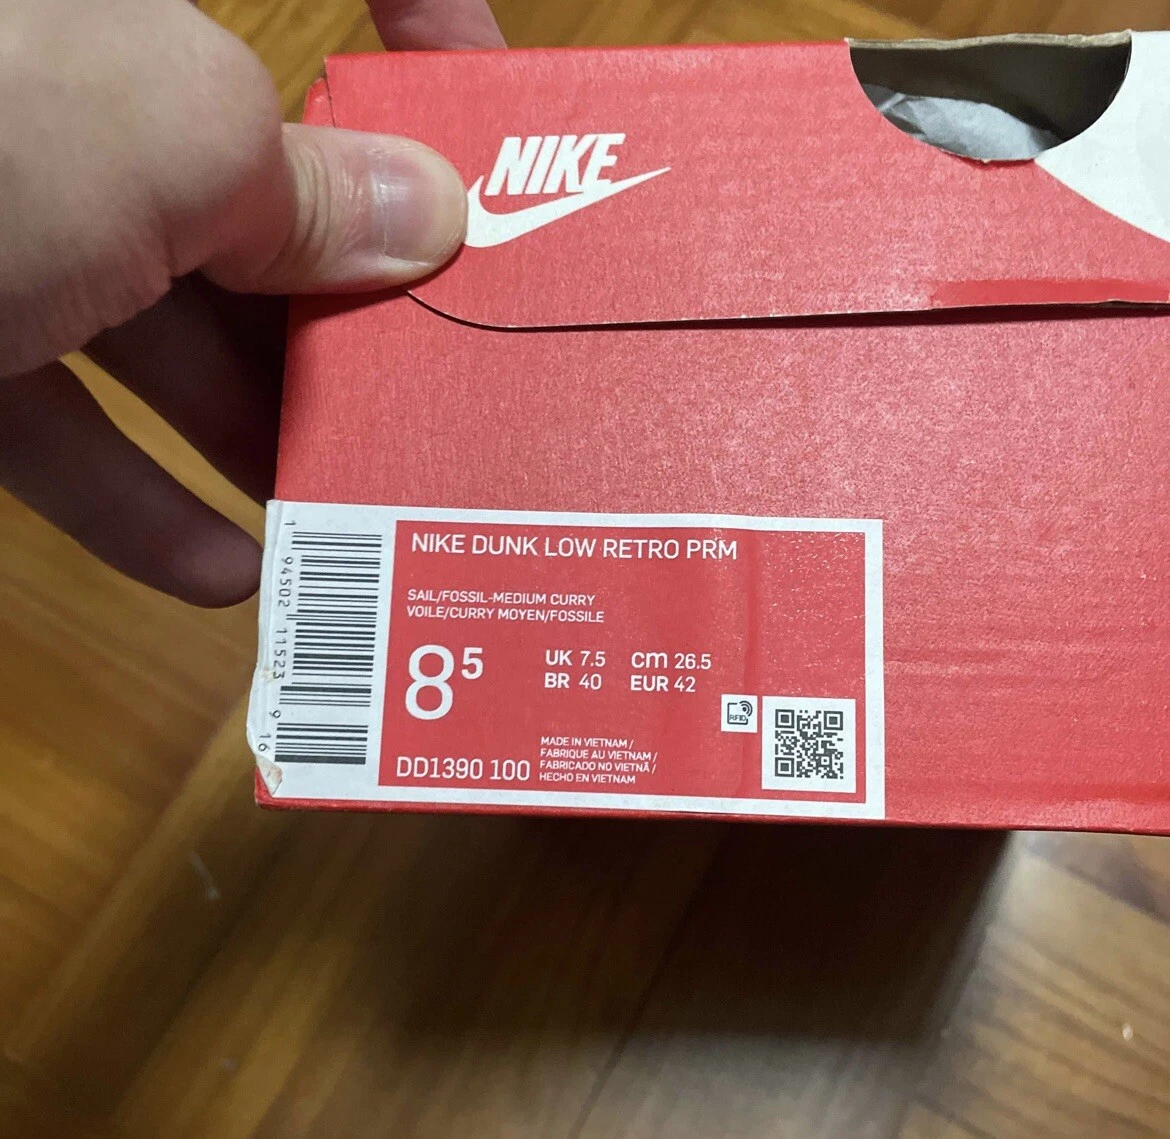 NIKE
NIKE DUNK LOW RETRO PRM
SAIL/FOSSIL-MEDIUM CURRY
VOILE/CURRY MOYEN/FOSSILE
8⁵
UK 7.5 cm 26.5
BR 40 EUR 42
RFID
DD1390 100
MADE IN VIETNAM /
FABRIQUE AU VIETNAM /
FABRICADO NO VIETNÃ /
HECHO EN VIETNAM
1 94502 11523 9 16